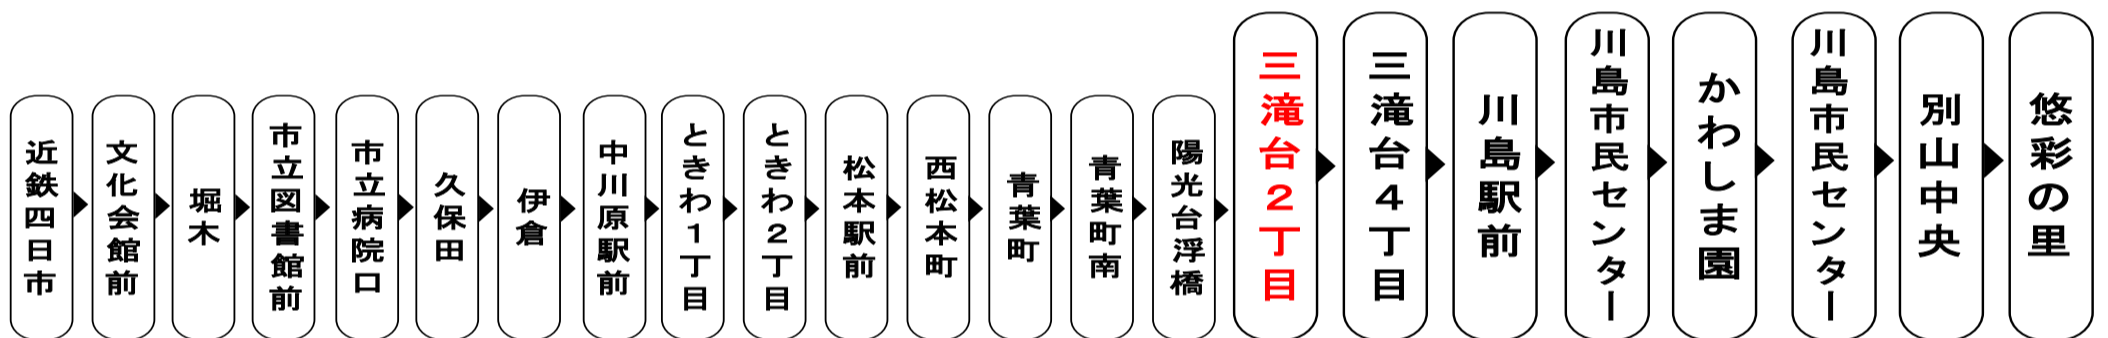 近鉄四日市
文化会館前
堀木
市立図書館前
市立病院口
久保田
伊倉
中川原駅前
ときわ1丁目
ときわ2丁目
松本駅前
西松本町
青葉町
青葉町南
陽光台浮橋
三滝台2丁目
三滝台4丁目
川島駅前
川島市民センター
かわしま園
川島市民センター
別山中央
悠彩の里